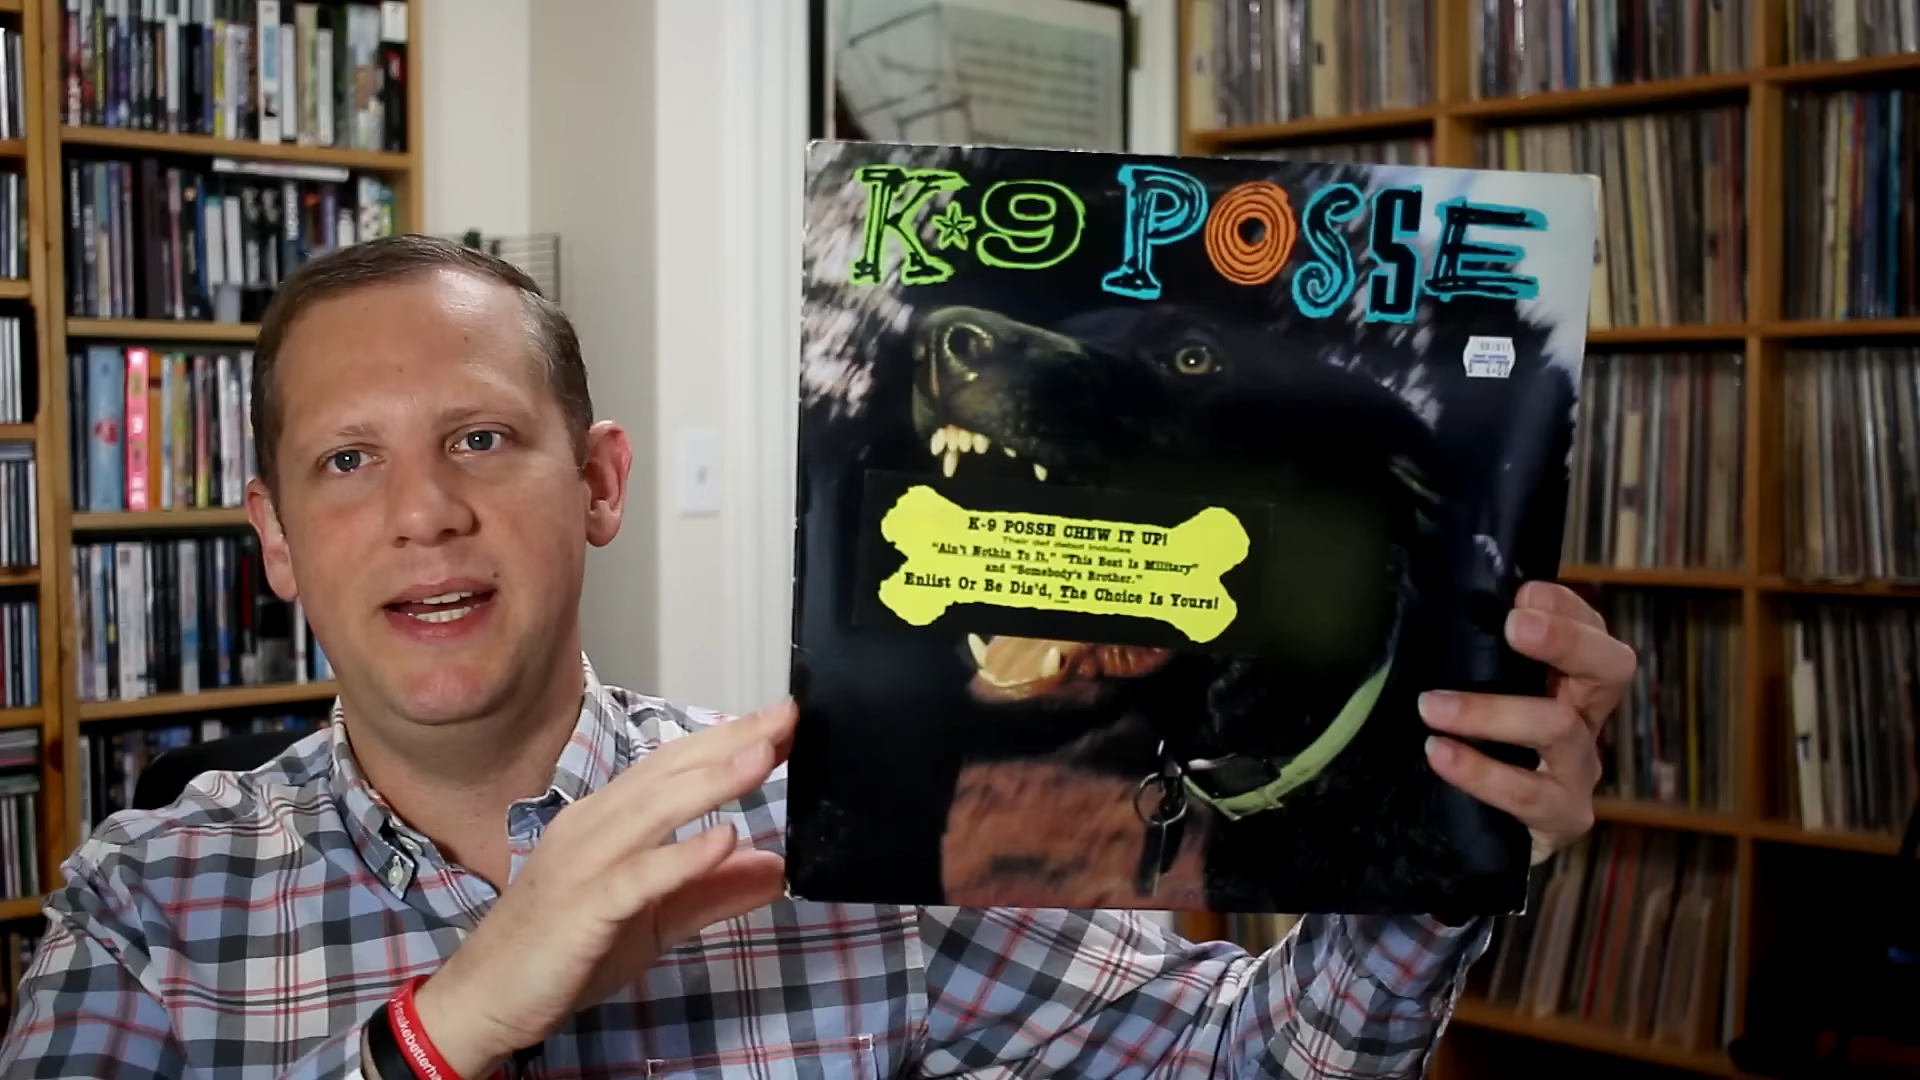 K★9 POSSE
K-9 POSSE CHEW IT UP!
Their def debut includes
"Ain't Nothin To It," "This Beat Is Military"
and "Somebody's Brother."
Enlist Or Be Dis'd, The Choice Is Yours!